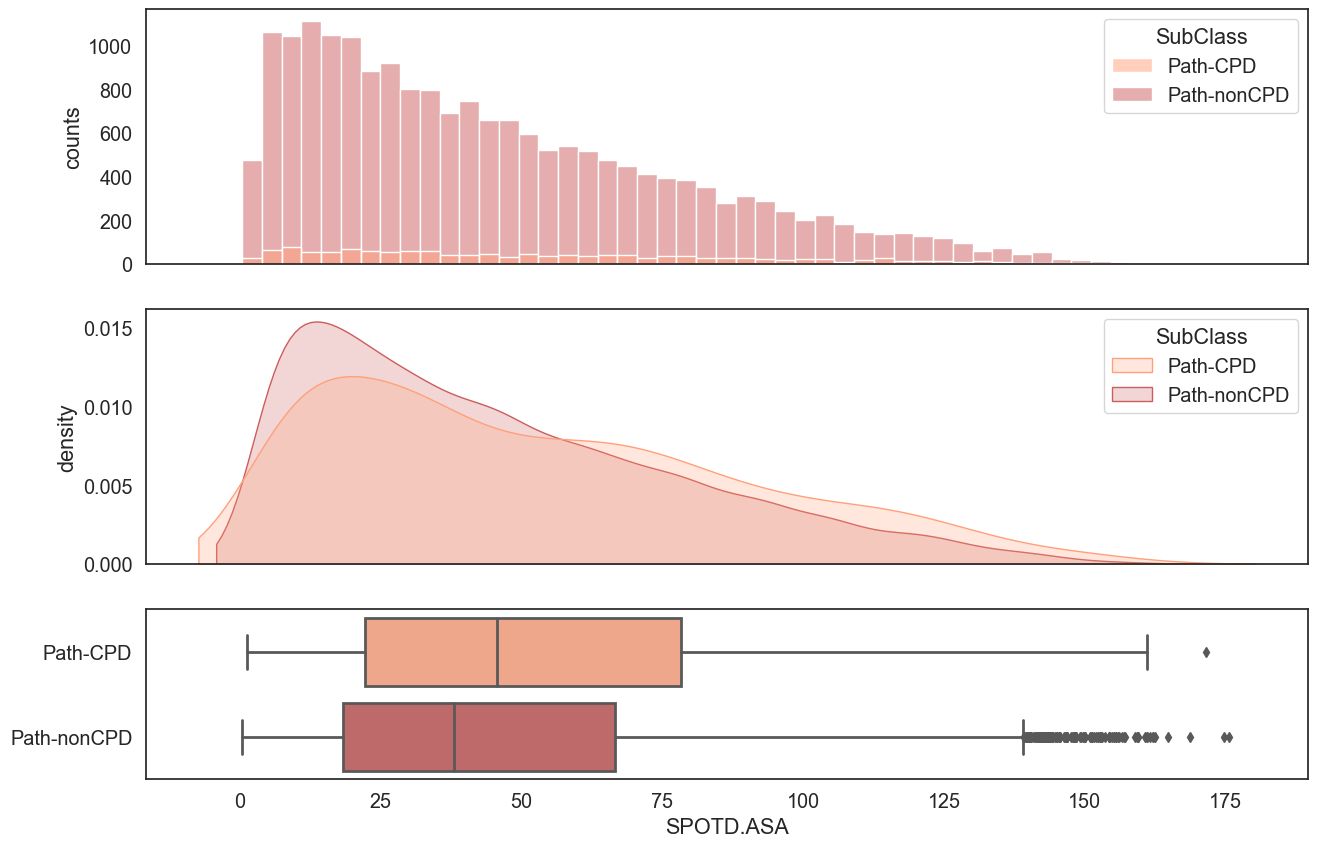 SubClass
Path-CPD
Path-nonCPD
counts
1000
800
600
400
200
0
SubClass
Path-CPD
Path-nonCPD
density
0.015
0.010
0.005
0.000
Path-CPD
Path-nonCPD
0 25 50 75 100 125 150 175
SPOTD.ASA